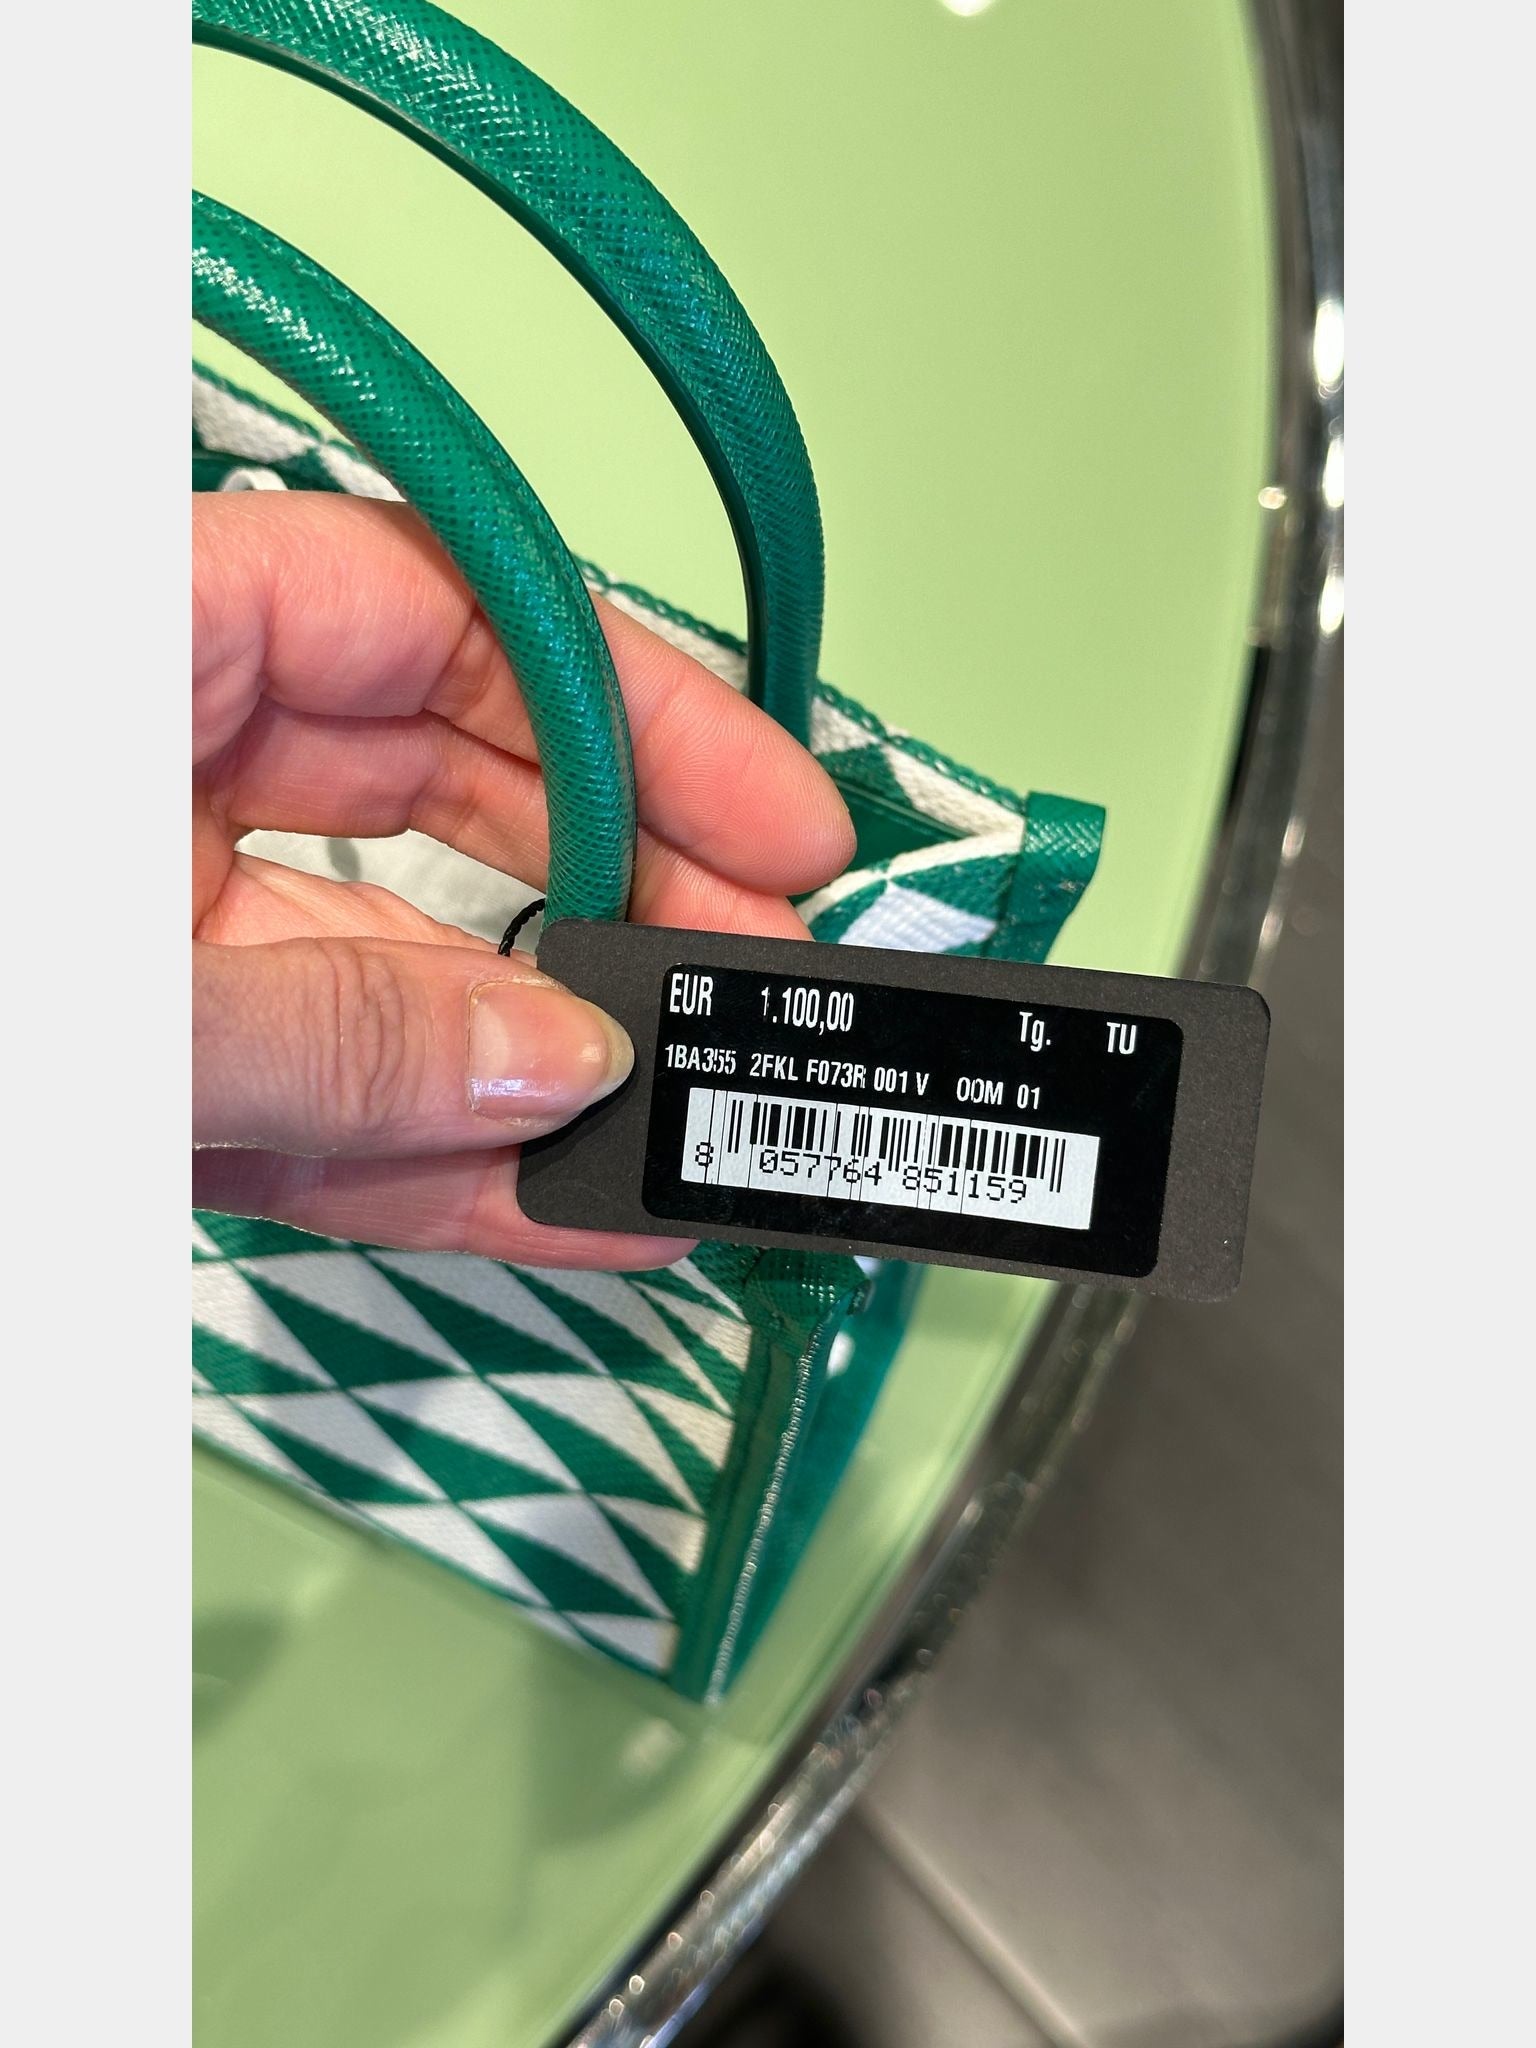 EUR 1.100,00 Tg. TU
1BA355 2FKL F073R 001 V OOM 01
8 057764 851159